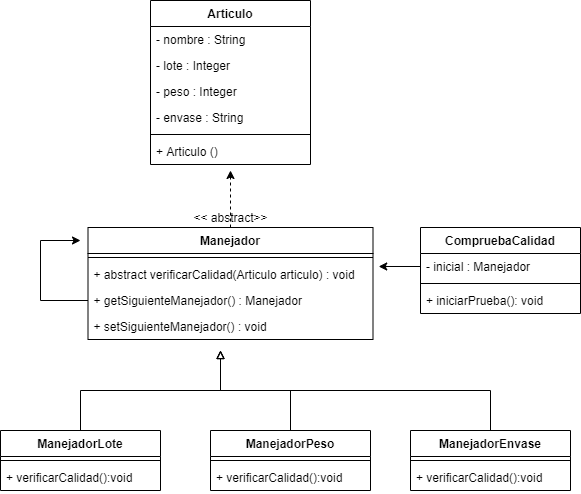 Articulo
- nombre : String
- lote : Integer
- peso : Integer
- envase : String
+ Articulo ()
<< abstract>>
Manejador
+ abstract verificarCalidad(Articulo articulo) : void
+ getSiguienteManejador() : Manejador
+ setSiguienteManejador() : void
CompruebaCalidad
- inicial : Manejador
+ iniciarPrueba(): void
ManejadorLote
+ verificarCalidad():void
ManejadorPeso
+ verificarCalidad():void
ManejadorEnvase
+ verificarCalidad():void